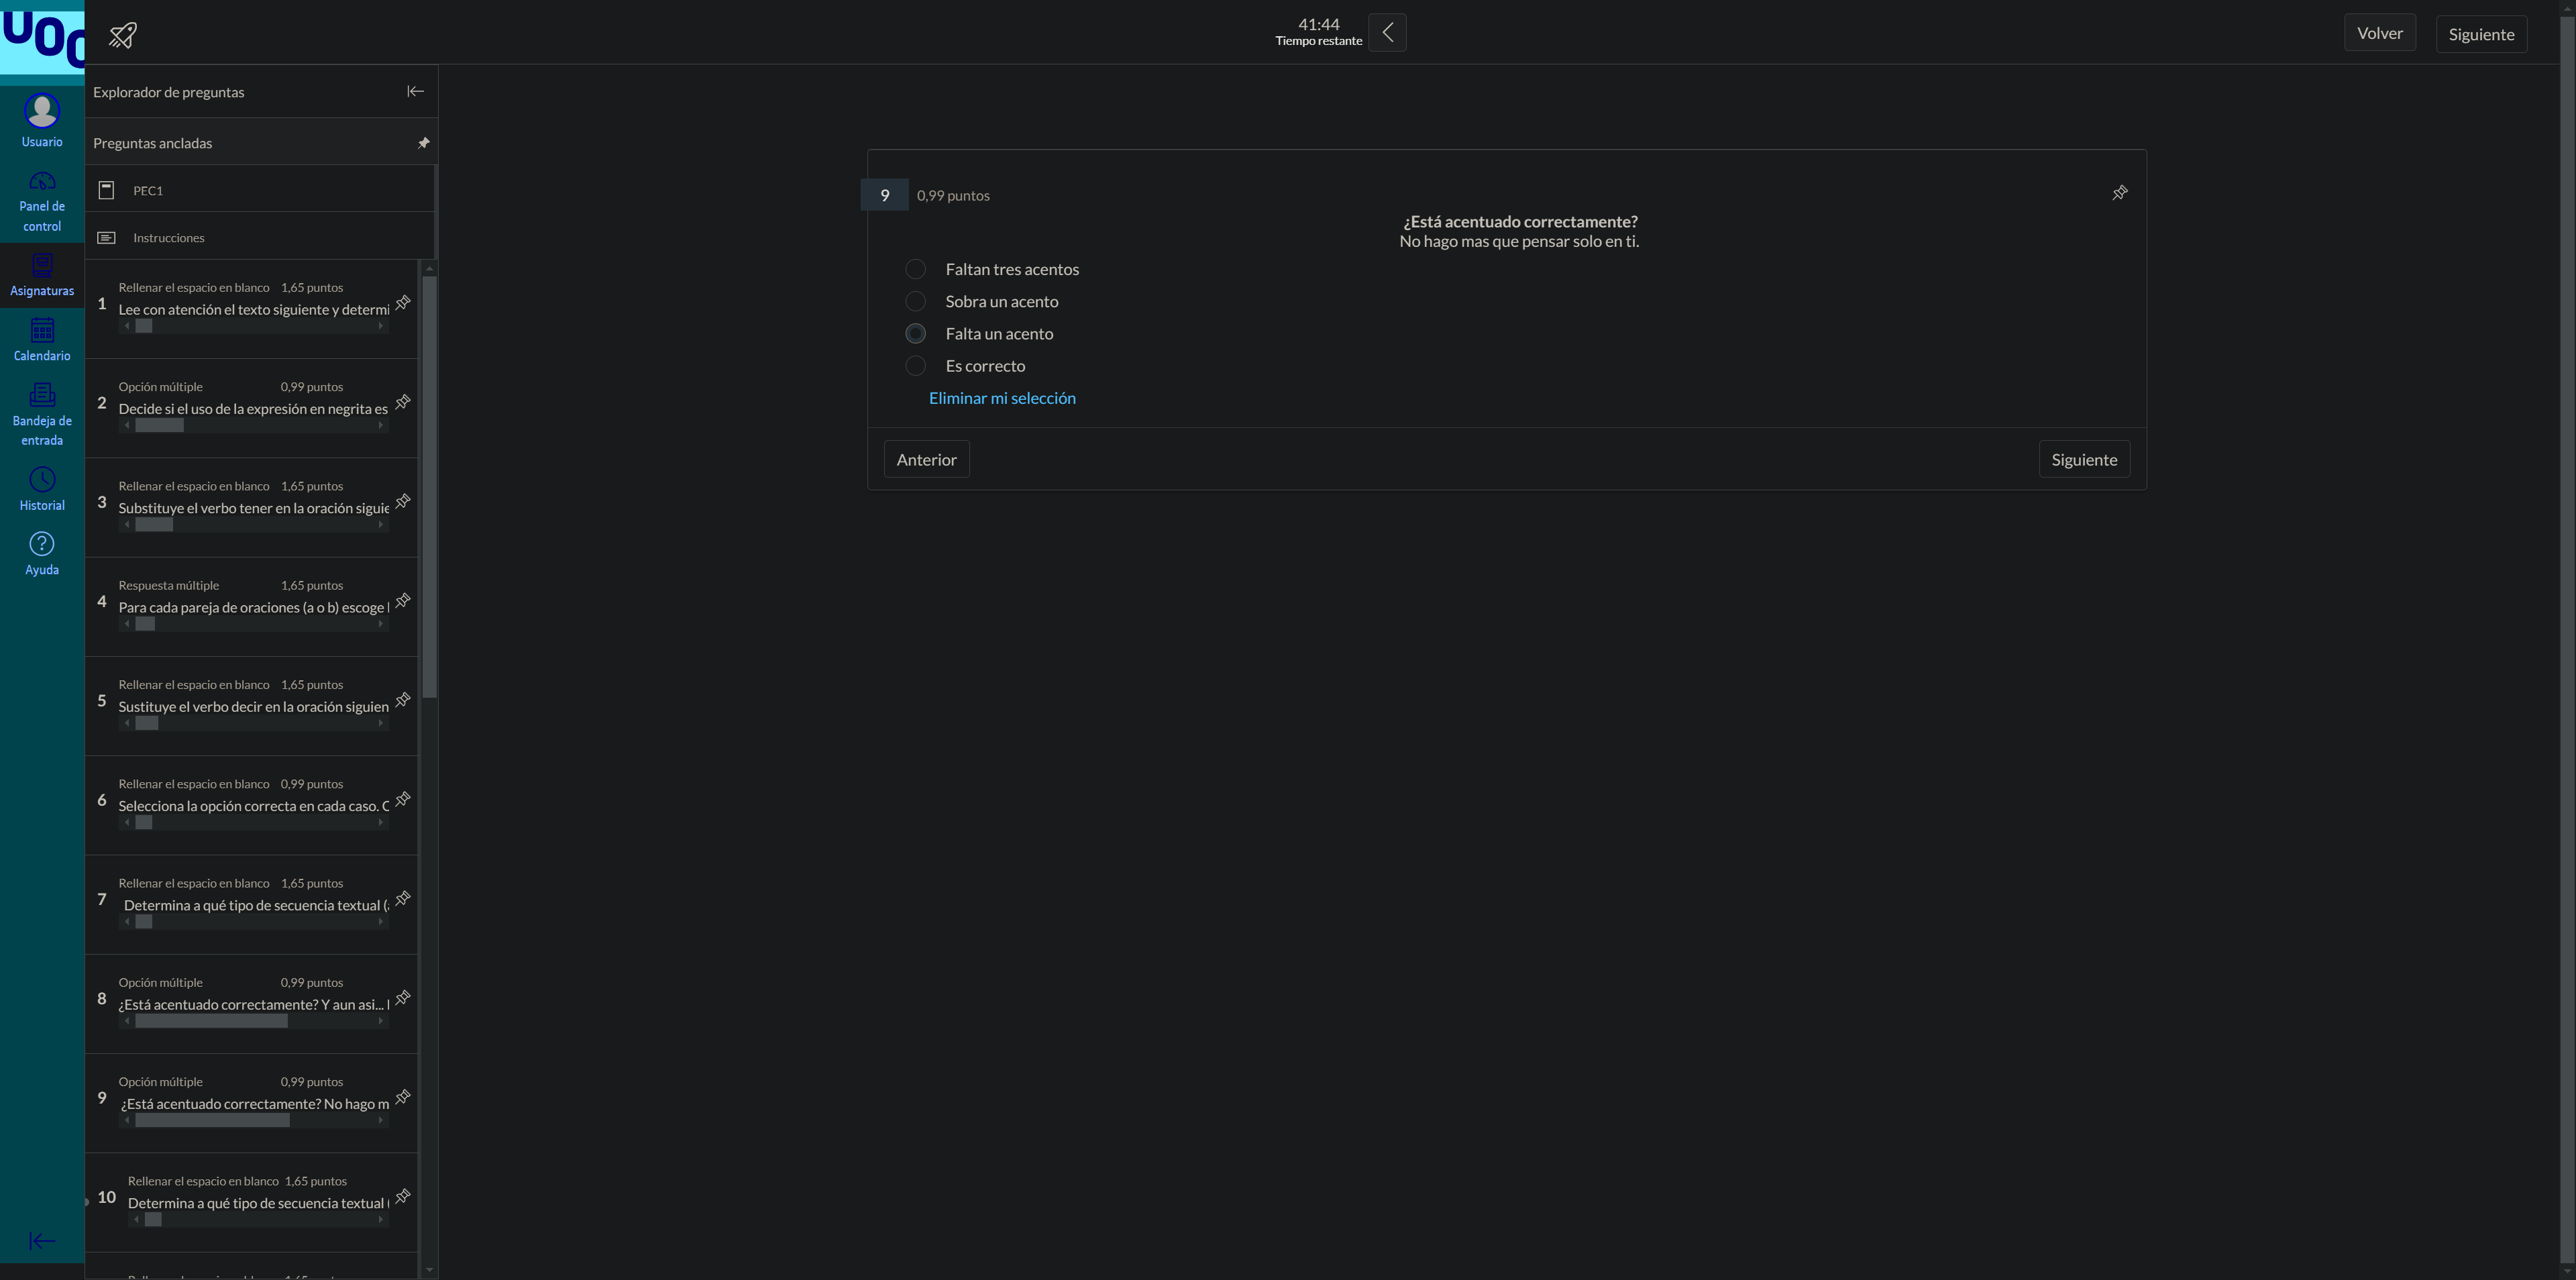 UOC
41:44
Tiempo restante
Volver
Siguiente
Usuario
Panel de
control
Asignaturas
Calendario
Bandeja de
entrada
Historial
Ayuda
Explorador de preguntas
Preguntas ancladas
PEC1
Instrucciones
1
Rellenar el espacio en blanco 1,65 puntos
Lee con atención el texto siguiente y determi
2
Opción múltiple 0,99 puntos
Decide si el uso de la expresión en negrita es
3
Rellenar el espacio en blanco 1,65 puntos
Substituye el verbo tener en la oración siguie
4
Respuesta múltiple 1,65 puntos
Para cada pareja de oraciones (a o b) escoge l
5
Rellenar el espacio en blanco 1,65 puntos
Sustituye el verbo decir en la oración siguien
6
Rellenar el espacio en blanco 0,99 puntos
Selecciona la opción correcta en cada caso. C
7
Rellenar el espacio en blanco 1,65 puntos
Determina a qué tipo de secuencia textual (
8
Opción múltiple 0,99 puntos
¿Está acentuado correctamente? Y aun asi...
9
Opción múltiple 0,99 puntos
¿Está acentuado correctamente? No hago m
10
Rellenar el espacio en blanco 1,65 puntos
Determina a qué tipo de secuencia textual (
9 0,99 puntos
¿Está acentuado correctamente?
No hago mas que pensar solo en ti.
Faltan tres acentos
Sobra un acento
Falta un acento
Es correcto
Eliminar mi selección
Anterior
Siguiente